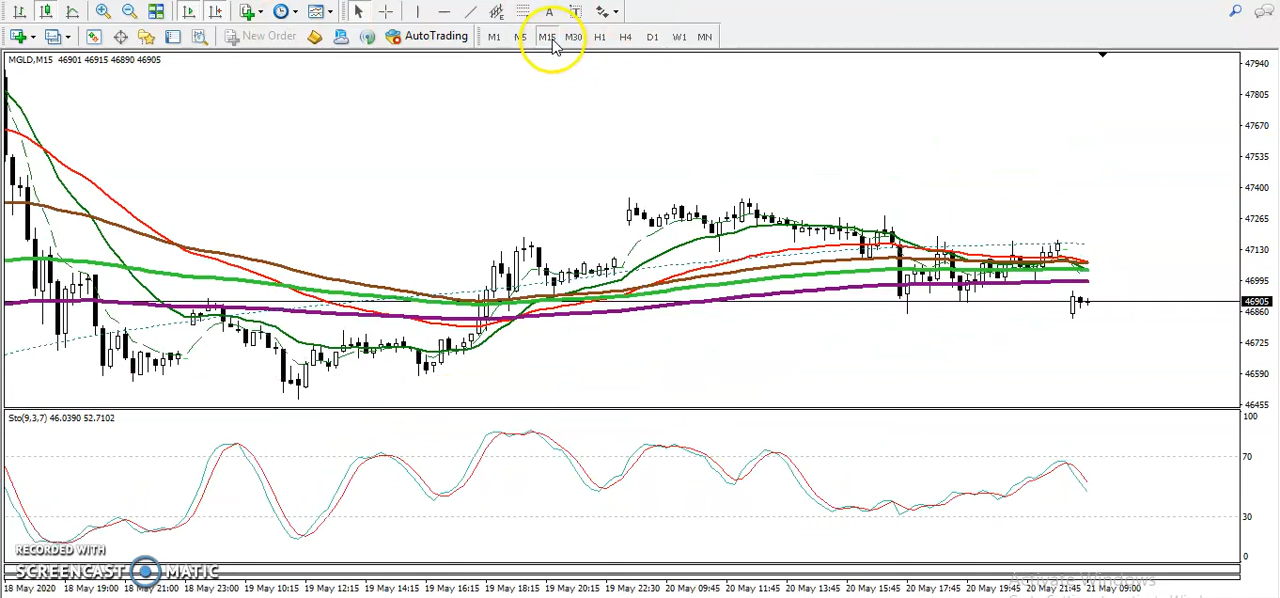 A
T
New Order
AutoTrading
M1
M5
M15
M30
H1
H4
D1
W1
MN
MGLD,M15 46901 46915 46890 46905
47940
47805
47670
47535
47400
47265
47130
46995
46905
46860
46725
46590
46455
Sto(9,3,7) 46.0390 52.7102
100
70
30
0
RECORDED WITH
SCREENCAST MATIC
Activate Windows
18 May 2020
18 May 19:00
18 May 21:00
18 May 23:00
19 May 10:15
19 May 12:15
19 May 14:15
19 May 16:15
19 May 18:15
19 May 20:15
19 May 22:30
20 May 09:45
20 May 11:45
20 May 13:45
20 May 15:45
20 May 17:45
20 May 19:45
20 May 21:45
21 May 09:00